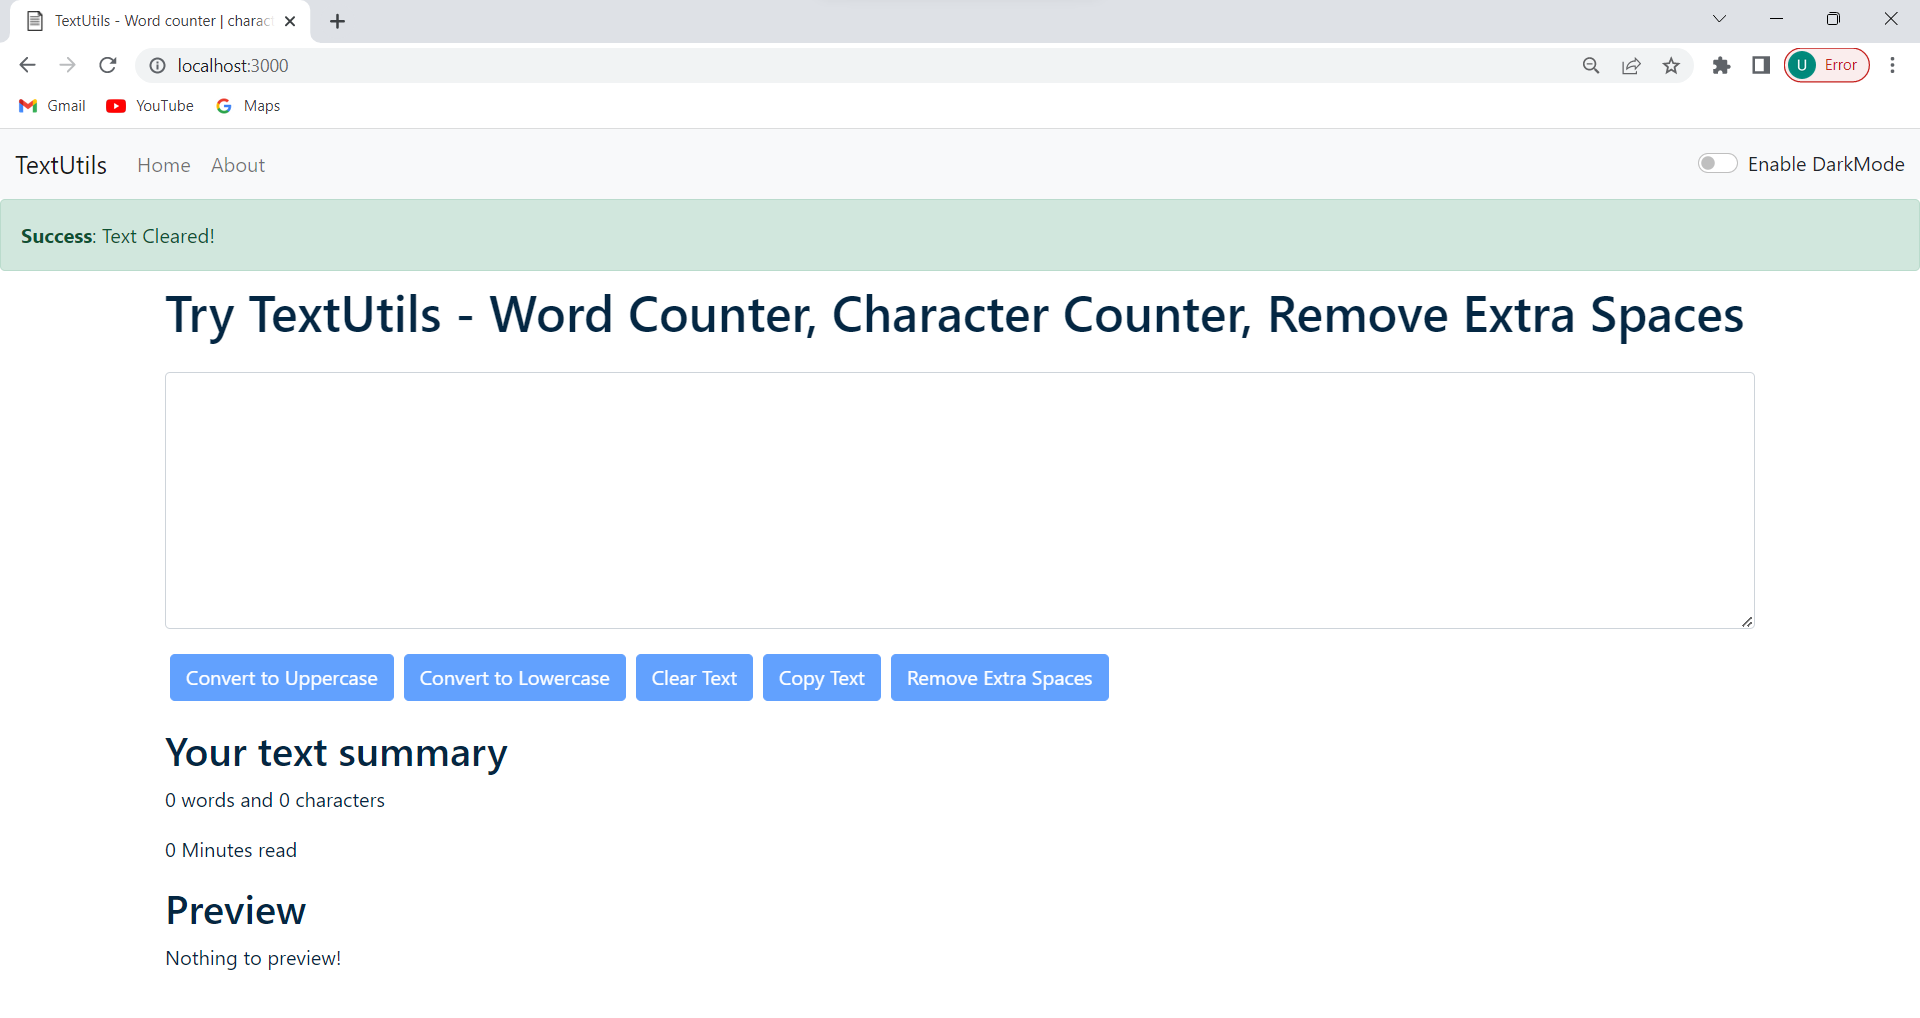 TextUtils - Word counter | charac
localhost:3000
U Error
Gmail YouTube Maps
TextUtils Home About Enable DarkMode
Success: Text Cleared!
Try TextUtils - Word Counter, Character Counter, Remove Extra Spaces
Convert to Uppercase Convert to Lowercase Clear Text Copy Text Remove Extra Spaces
Your text summary
0 words and 0 characters
0 Minutes read
Preview
Nothing to preview!